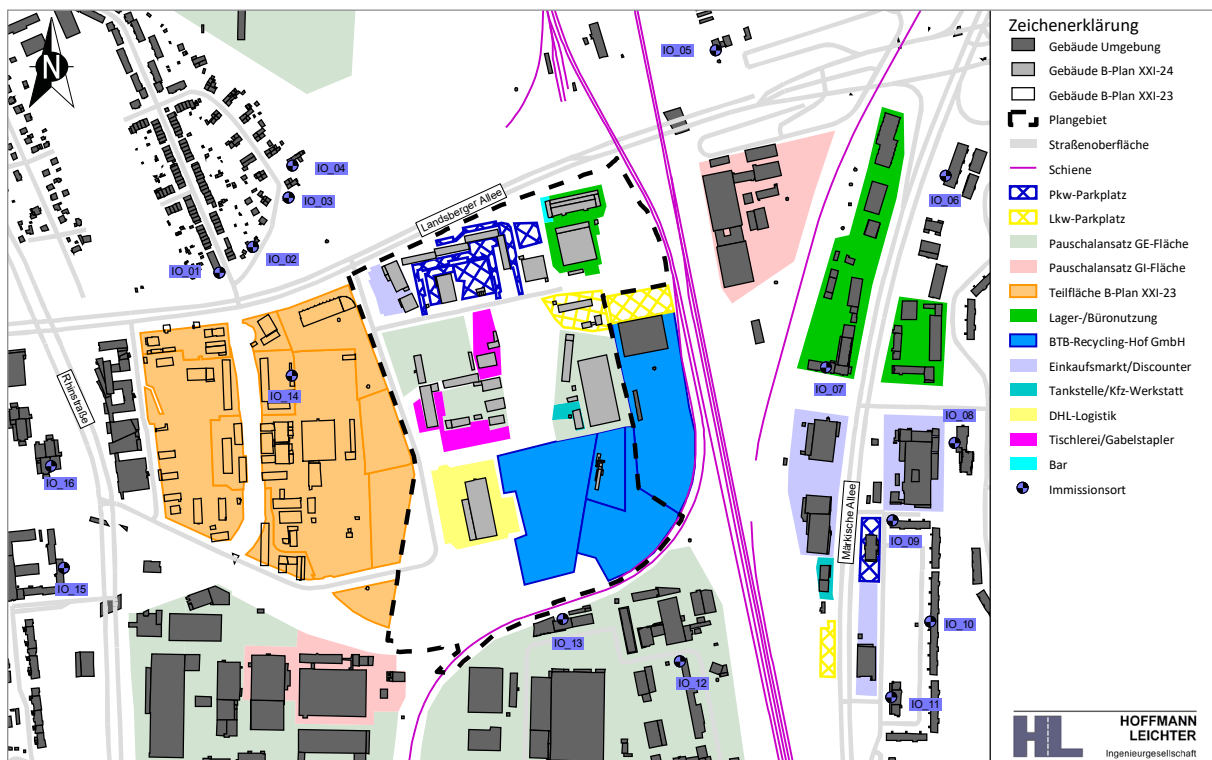 N
IO_05
IO_04
IO_03
IO_06
Landsberger Allee
IO_02
IO_01
IO_07
IO_14
Rhinstraße
IO_08
IO_16
Märkische Allee
IO_09
IO_15
IO_10
IO_13
IO_12
IO_11
Zeichenerklärung
Gebäude Umgebung
Gebäude B-Plan XXI-24
Gebäude B-Plan XXI-23
Plangebiet
Straßenoberfläche
Schiene
Pkw-Parkplatz
Lkw-Parkplatz
Pauschalansatz GE-Fläche
Pauschalansatz GI-Fläche
Teilfläche B-Plan XXI-23
Lager-/Büronutzung
BTB-Recycling-Hof GmbH
Einkaufsmarkt/Discounter
Tankstelle/Kfz-Werkstatt
DHL-Logistik
Tischlerei/Gabelstapler
Bar
Immissionsort
HL
HOFFMANN
LEICHTER
Ingenieurgesellschaft